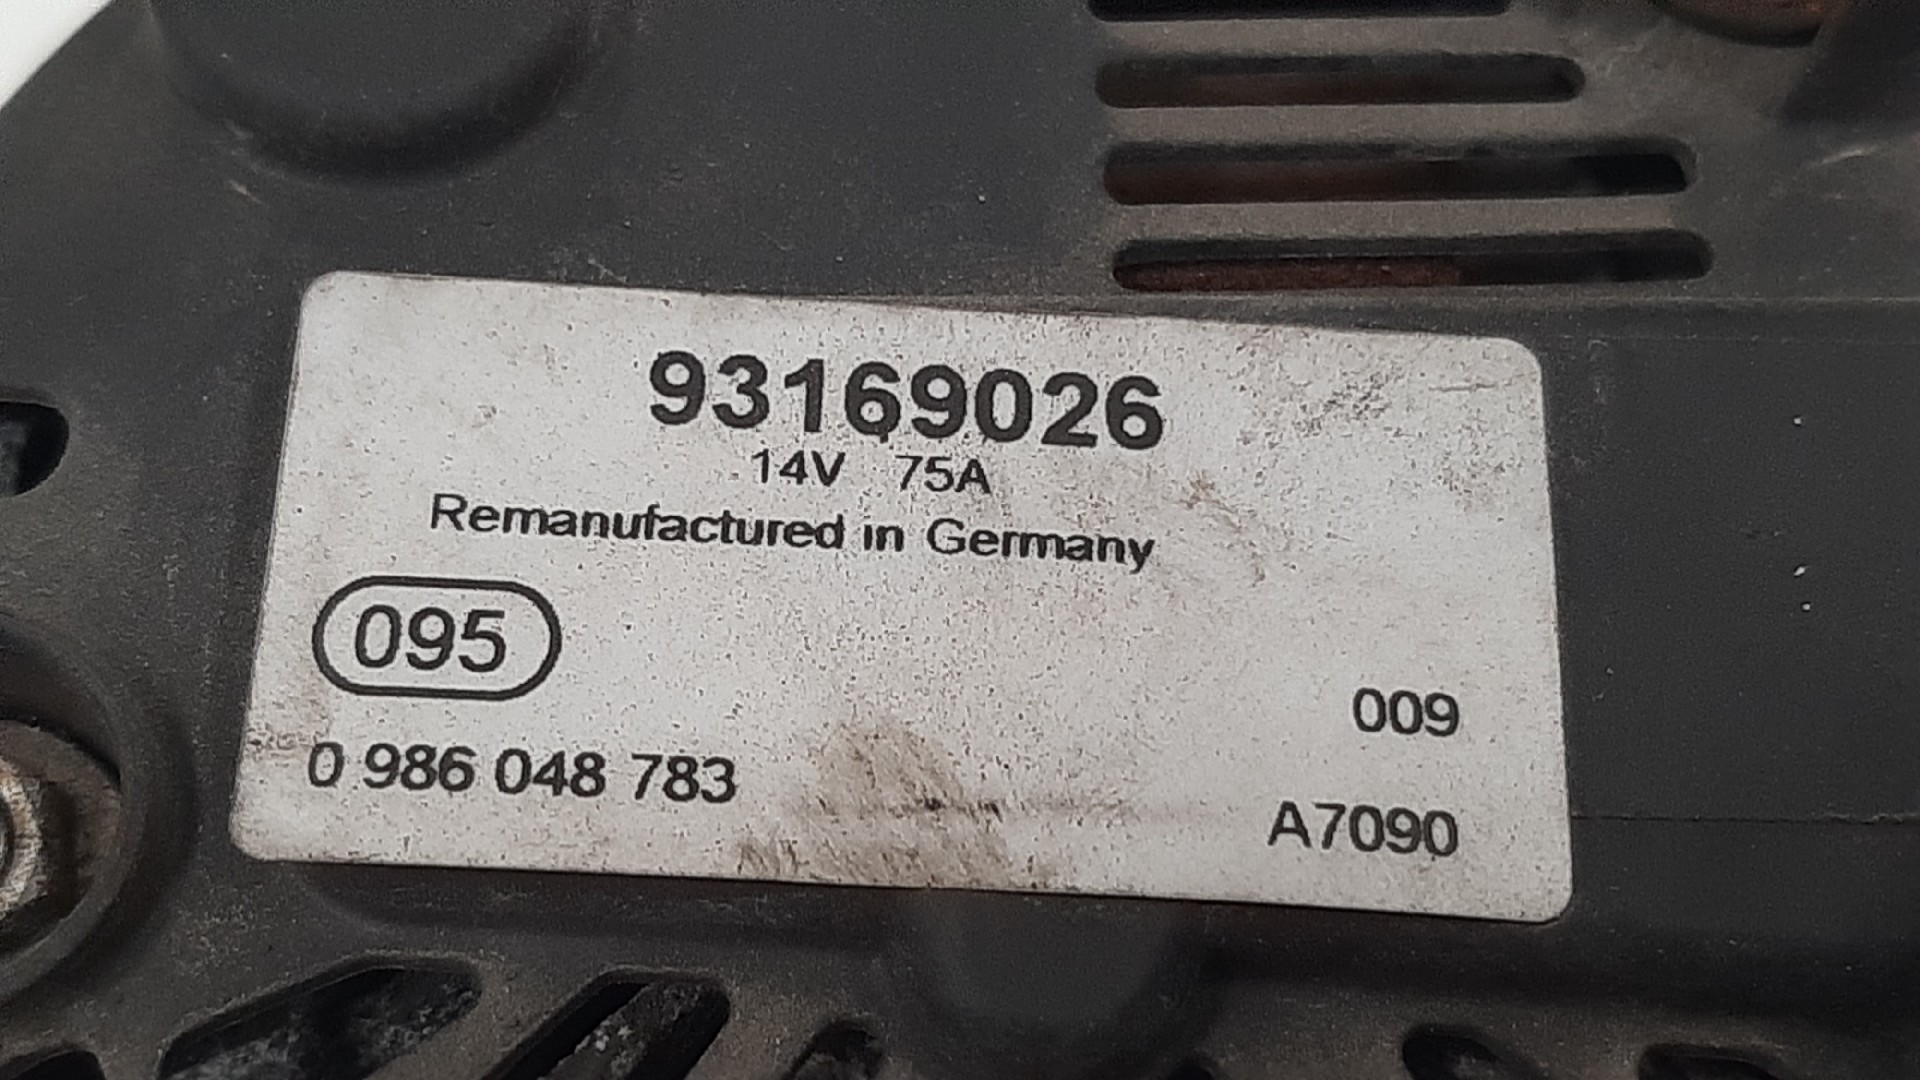 93169026
14V 75A
Remanufactured in Germany
095
009
0 986 048 783
A7090